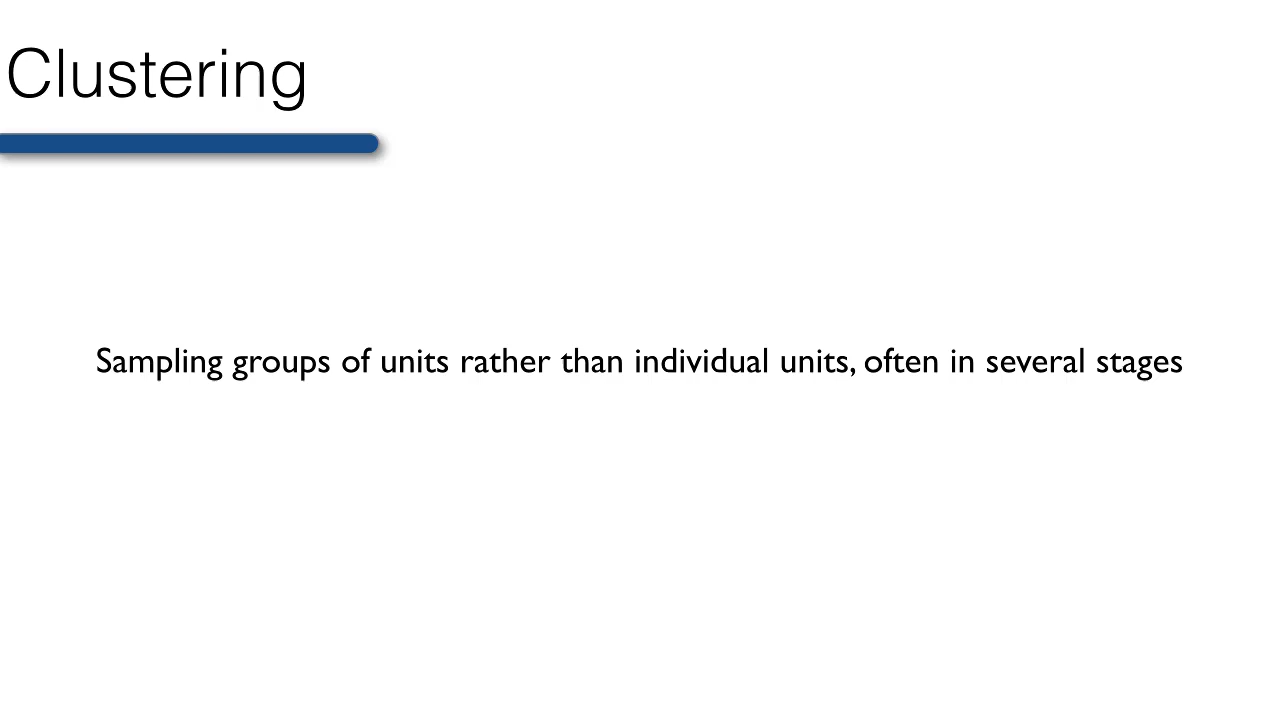 Clustering
Sampling groups of units rather than individual units, often in several stages